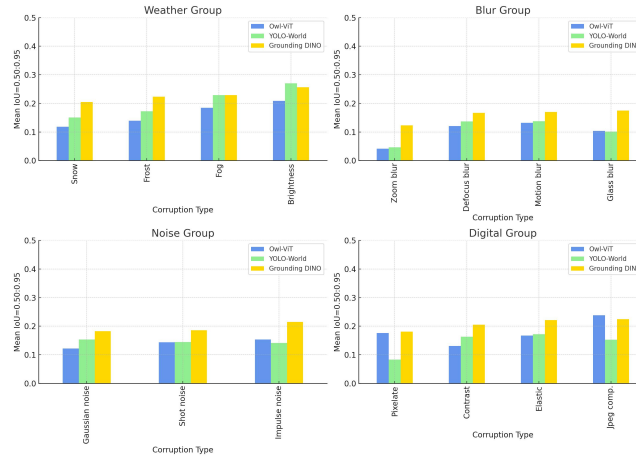 Weather Group
Mean IoU=0.50:0.95
0.5
0.4
0.3
0.2
0.1
0.0
Owl-ViT
YOLO-World
Grounding DINO
Snow
Frost
Fog
Brightness
Corruption Type
Blur Group
Mean IoU=0.50:0.95
0.5
0.4
0.3
0.2
0.1
0.0
Owl-ViT
YOLO-World
Grounding DINO
Zoom blur
Defocus blur
Motion blur
Glass blur
Corruption Type
Noise Group
Mean IoU=0.50:0.95
0.5
0.4
0.3
0.2
0.1
0.0
Owl-ViT
YOLO-World
Grounding DINO
Gaussian noise
Shot noise
Impulse noise
Corruption Type
Digital Group
Mean IoU=0.50:0.95
0.5
0.4
0.3
0.2
0.1
0.0
Owl-ViT
YOLO-World
Grounding DINO
Pixelate
Contrast
Elastic
Jpeg comp.
Corruption Type